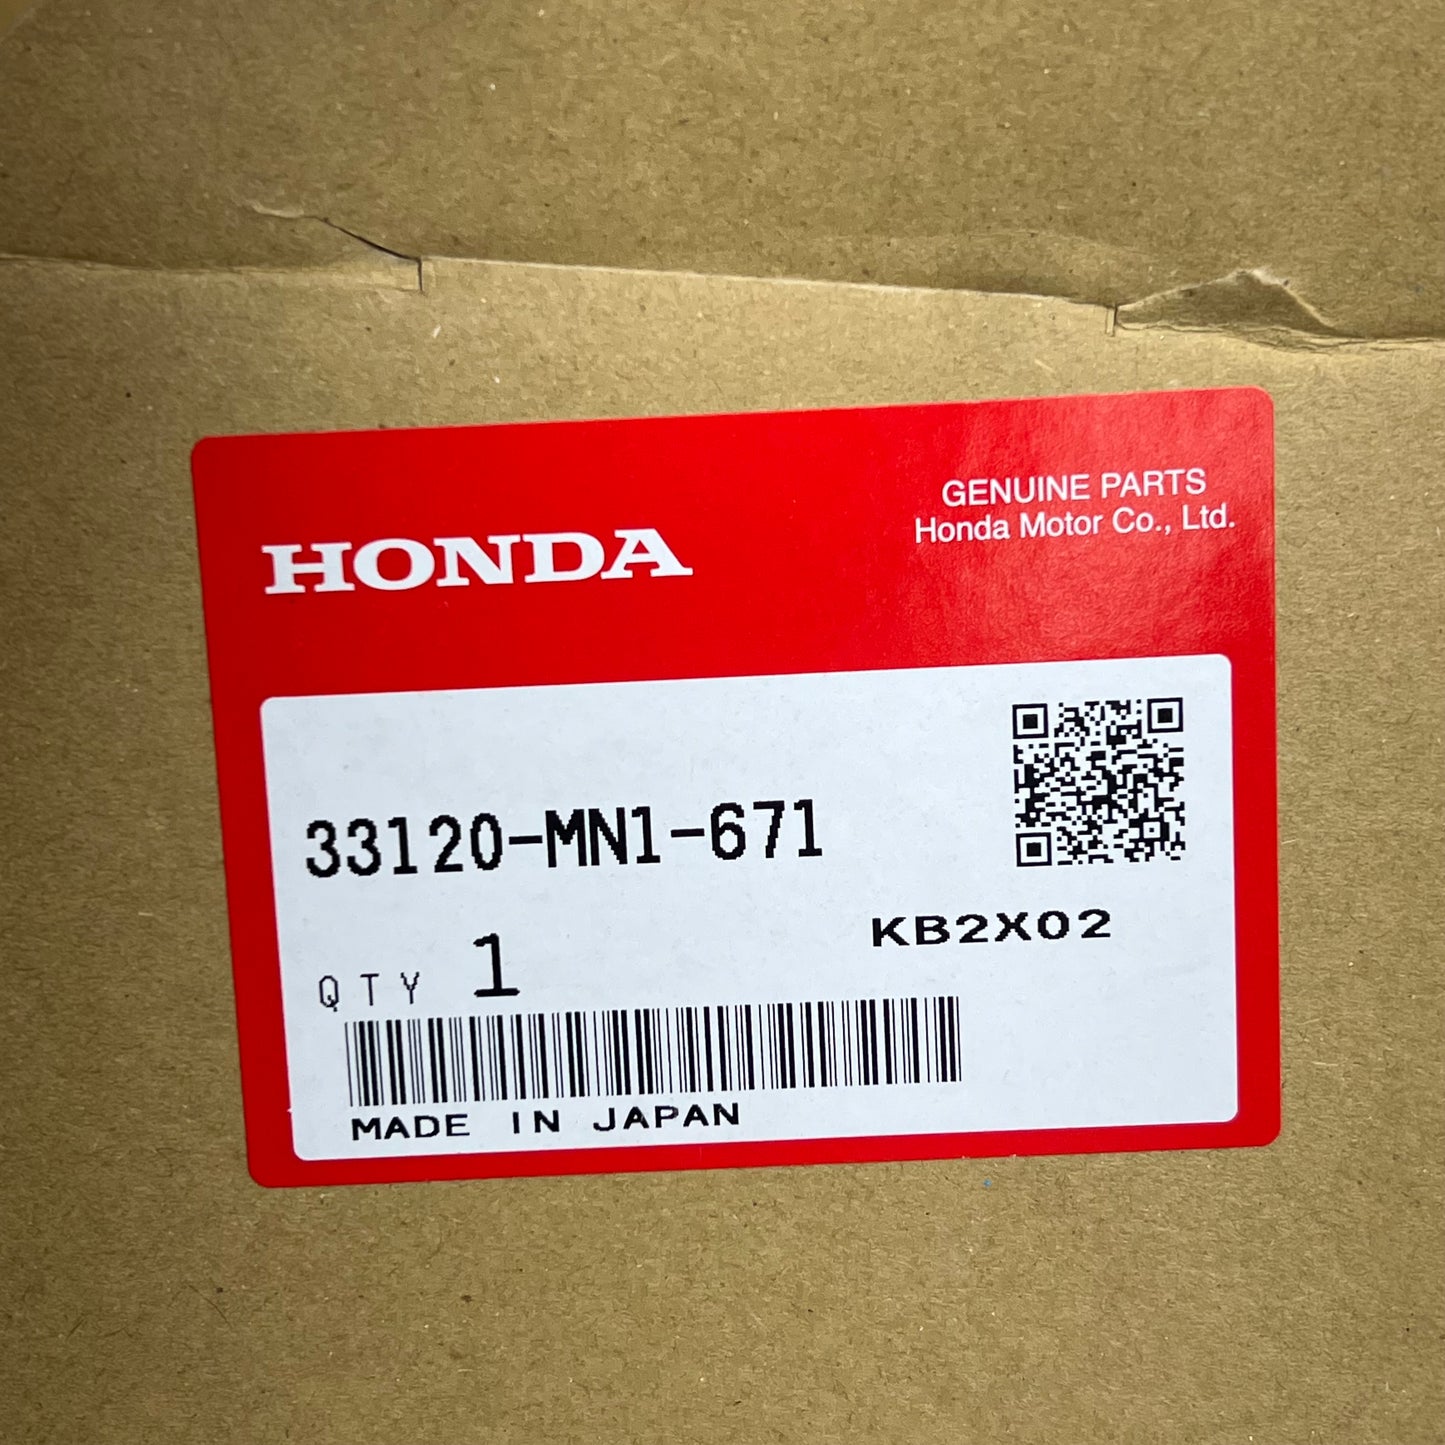 GENUINE PARTS
Honda Motor Co., Ltd.
HONDA
33120-MN1-671
KB2X02
QTY 1
MADE IN JAPAN